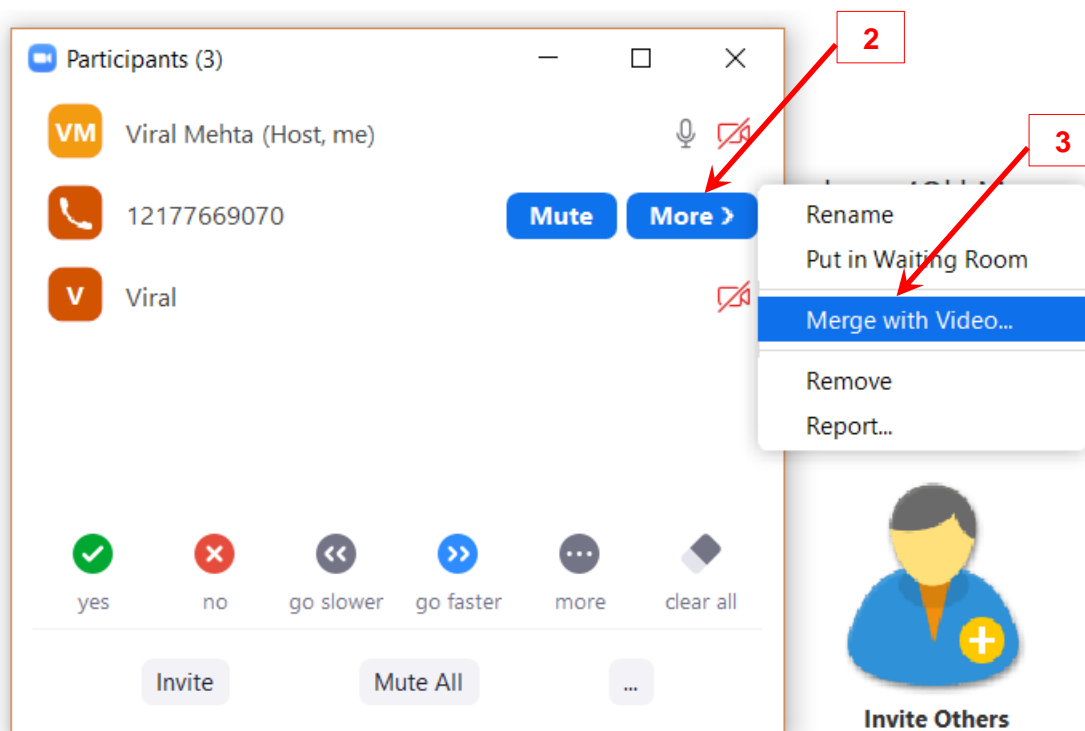 2
Participants (3)
3
VM Viral Mehta (Host, me)
12177669070 Mute More >
V Viral
Rename
Put in Waiting Room
Merge with Video...
Remove
Report...
yes no go slower go faster more clear all
Invite Mute All ...
Invite Others